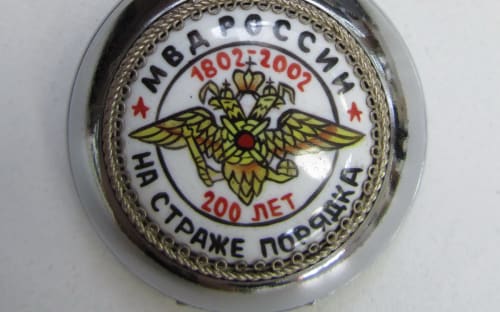 МВД РОССИИ
1802-2002
200 ЛЕТ
НА СТРАЖЕ ПОРЯДКА